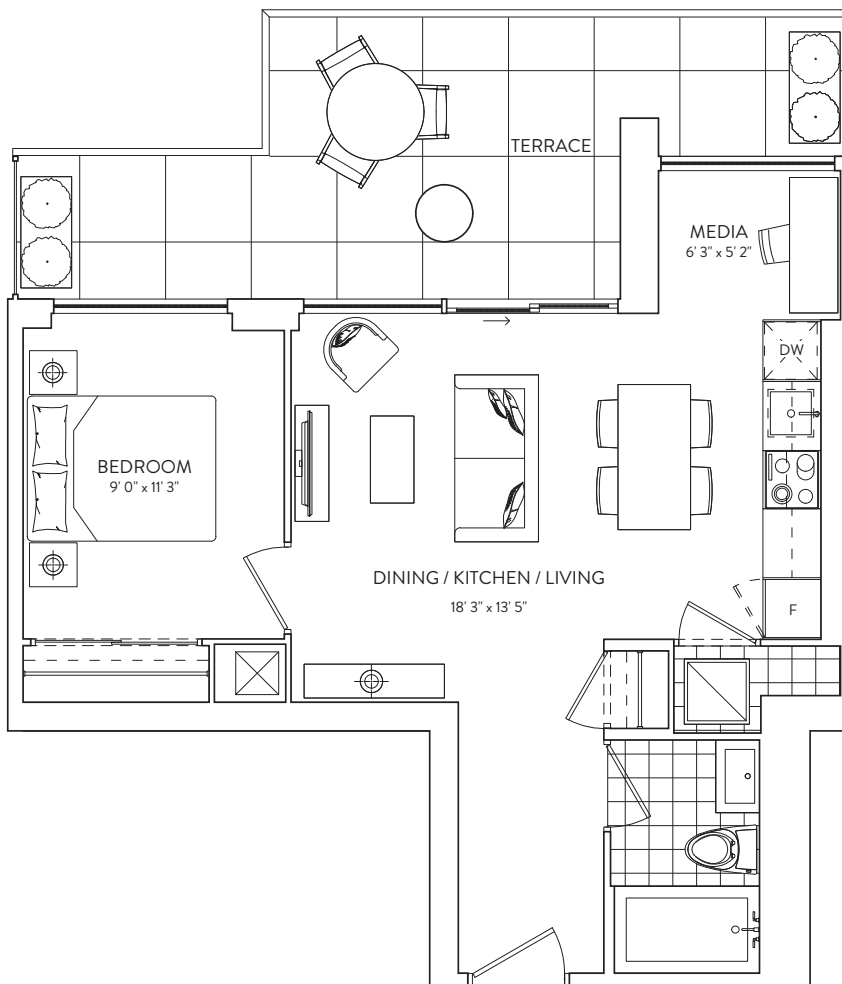 TERRACE
MEDIA
6' 3" x 5' 2"
DW
BEDROOM
9' 0" x 11' 3"
DINING / KITCHEN / LIVING
18' 3" x 13' 5"
F